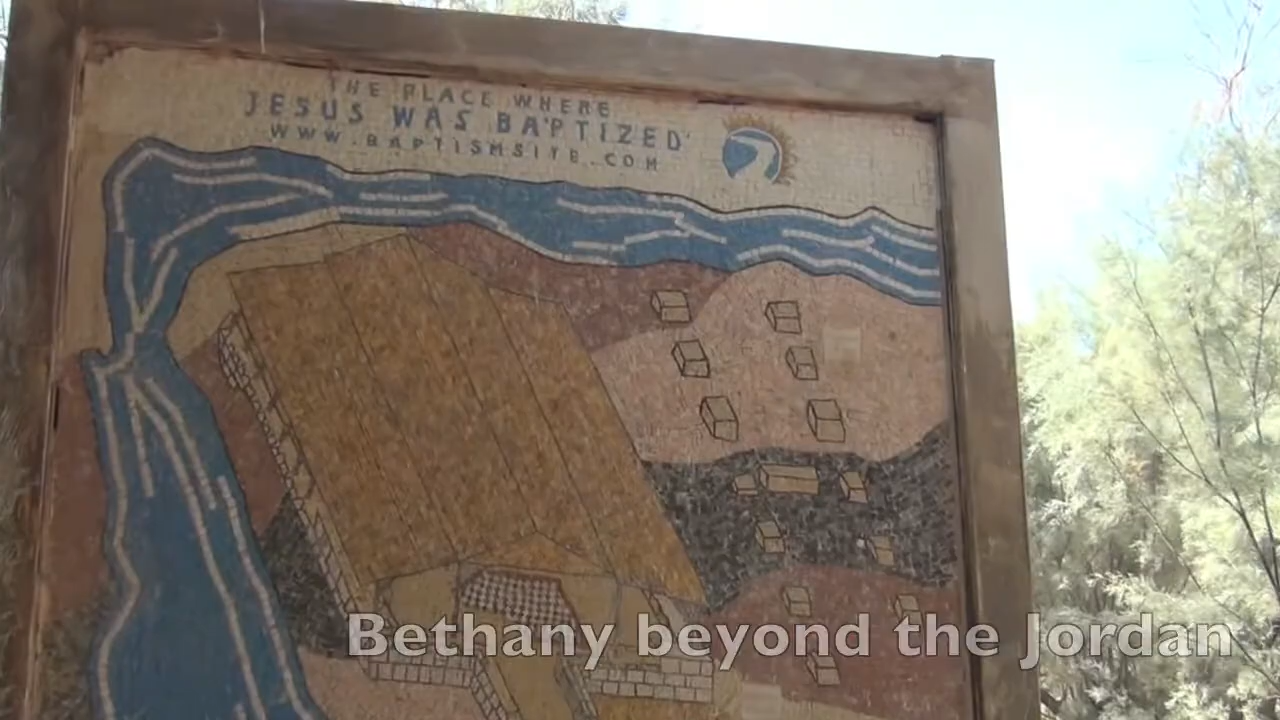 THE PLACE WHERE
JESUS WAS BAPTIZED
WWW.BAPTISMSITE.COM
Bethany beyond the Jordan